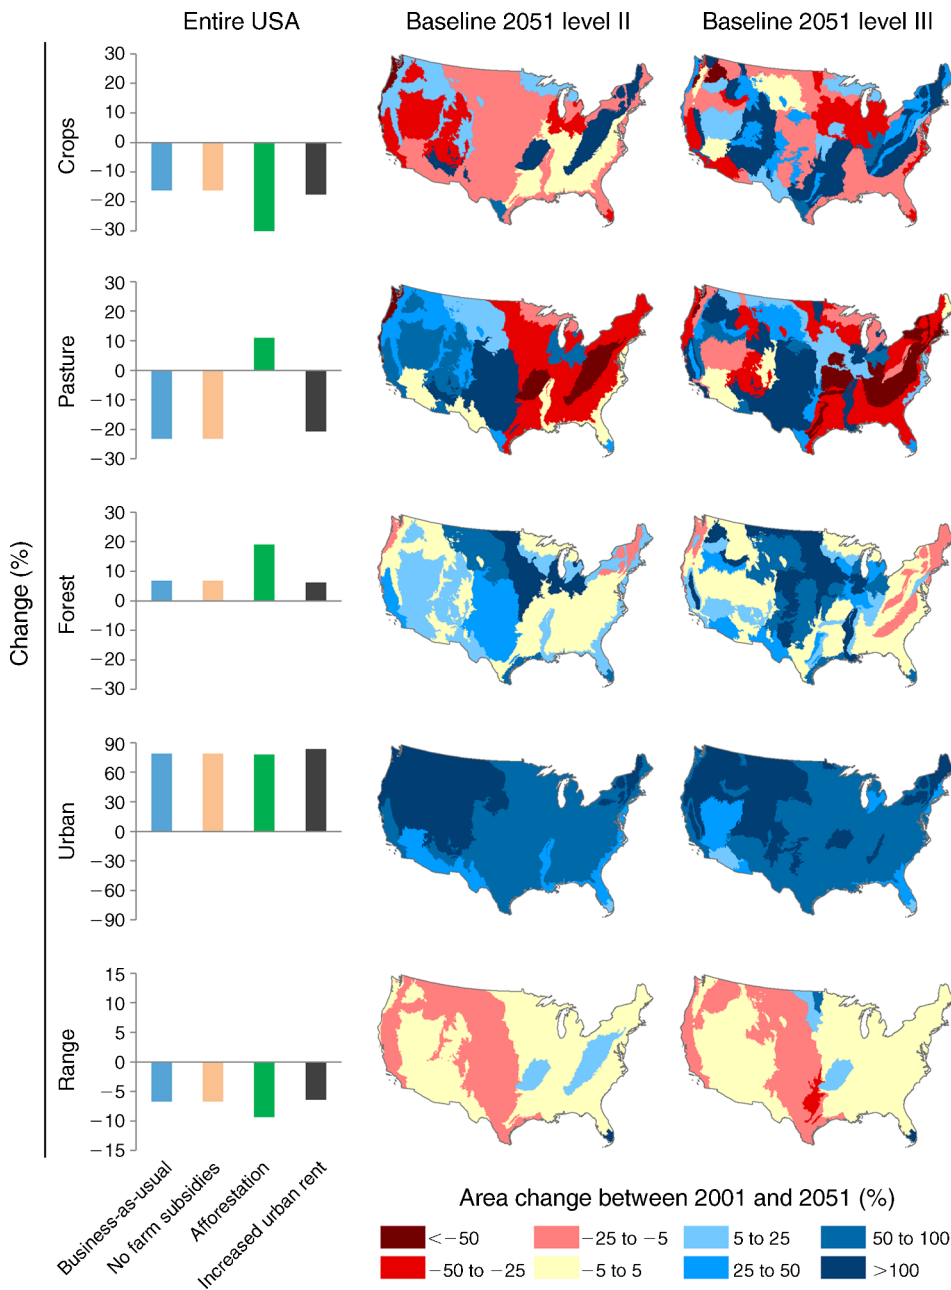 Entire USA
Baseline 2051 level II
Baseline 2051 level III
Change (%)
Crops
30
20
10
0
−10
−20
−30
Pasture
30
20
10
0
−10
−20
−30
Forest
30
20
10
0
−10
−20
−30
Urban
90
60
30
0
−30
−60
−90
Range
15
10
5
0
−5
−10
−15
Business-as-usual
No farm subsidies
Afforestation
Increased urban rent
Area change between 2001 and 2051 (%)
<−50
−25 to −5
5 to 25
50 to 100
−50 to −25
−5 to 5
25 to 50
>100